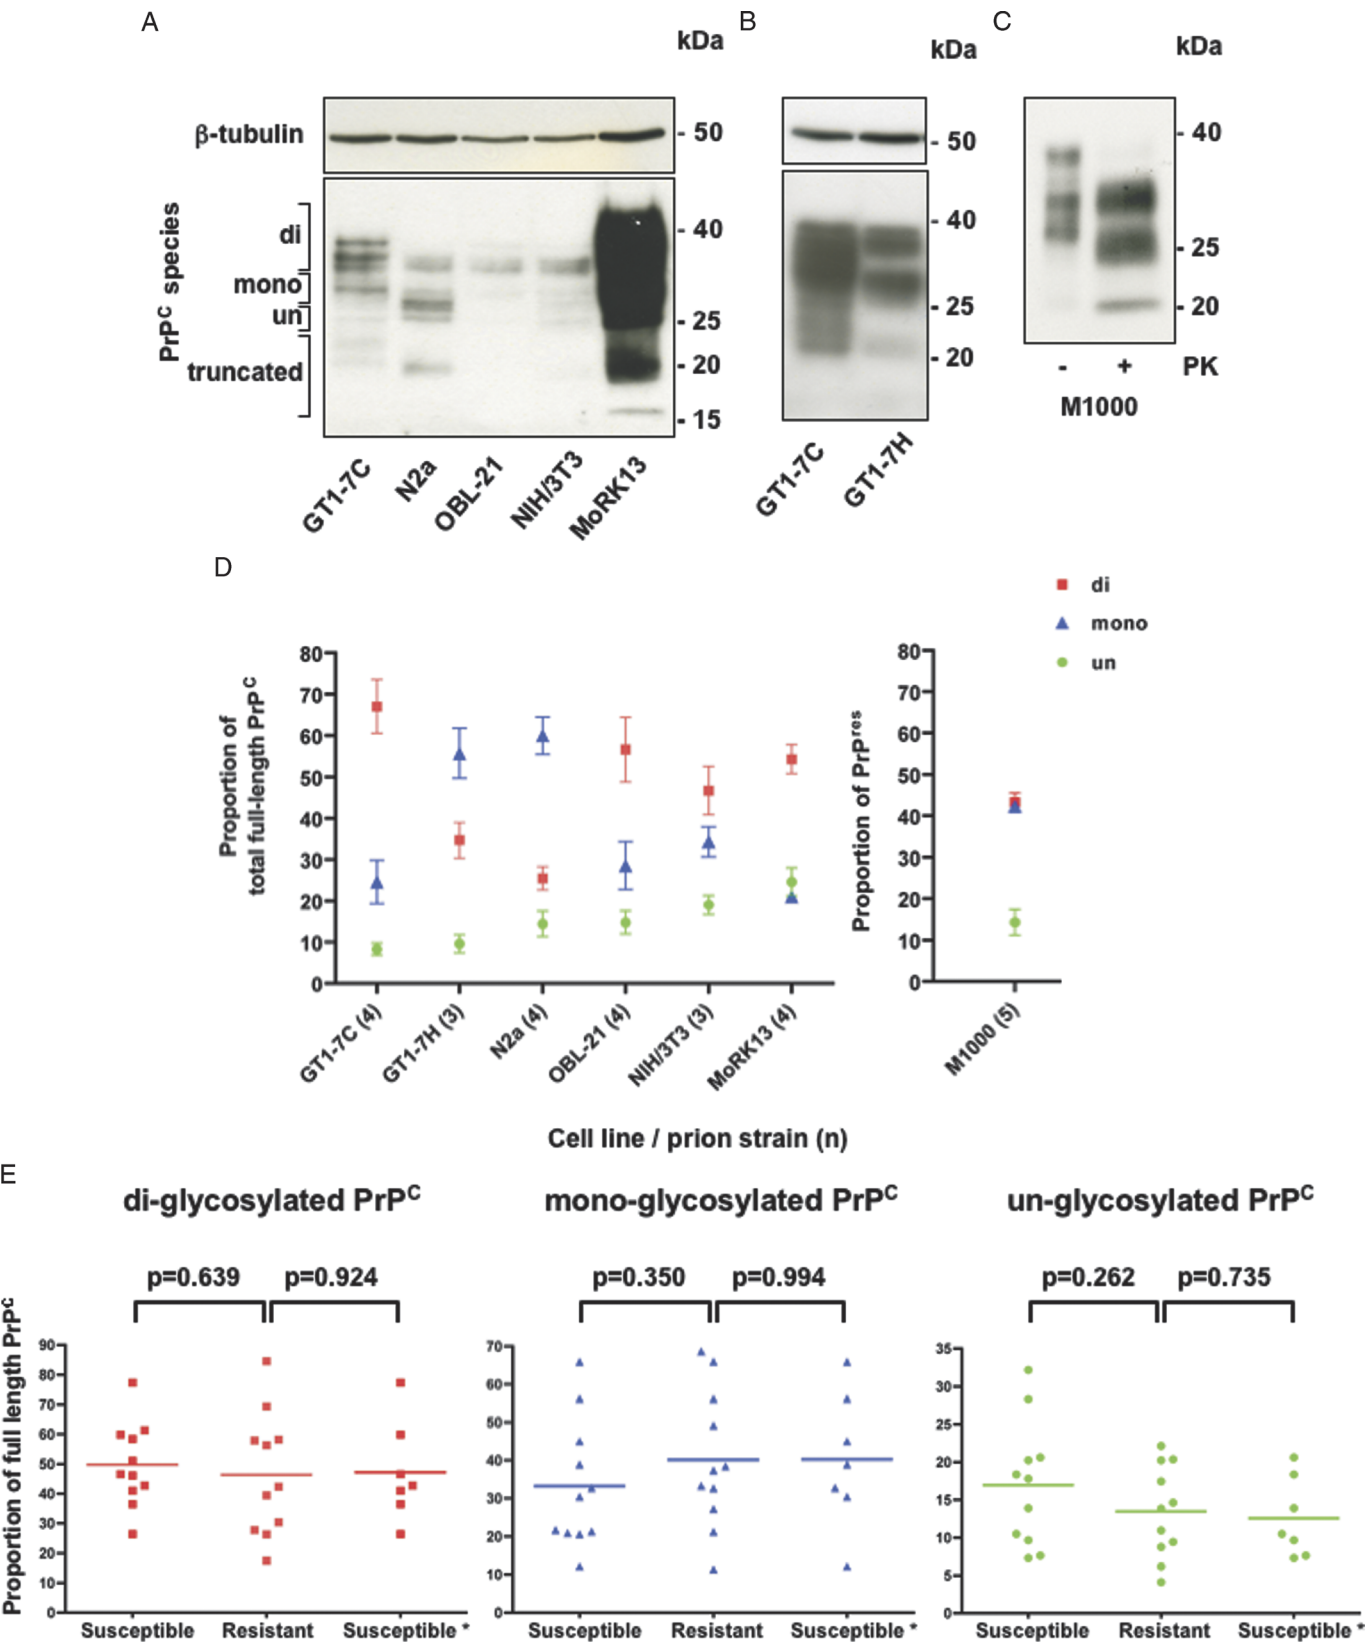 A
B
C
kDa
kDa
kDa
β-tubulin
- 50
- 50
- 40
PrPC species
di
mono
un
truncated
- 40
- 25
- 20
- 15
- 40
- 25
- 20
- 25
- 20
- + PK
M1000
GT1-7C
N2a
OBL-21
NIH/3T3
MoRK13
GT1-7C
GT1-7H
D
di
mono
un
Proportion of
total full-length PrPC
80
70
60
50
40
30
20
10
0
GT1-7C (4)
GT1-7H (3)
N2a (4)
OBL-21 (4)
NIH/3T3 (3)
MoRK13 (4)
Proportion of PrPres
80
70
60
50
40
30
20
10
0
M1000 (5)
Cell line / prion strain (n)
E
di-glycosylated PrPC
mono-glycosylated PrPC
un-glycosylated PrPC
p=0.639
p=0.924
p=0.350
p=0.994
p=0.262
p=0.735
Proportion of full length PrPC
90
80
70
60
50
40
30
20
10
0
Susceptible
Resistant
Susceptible *
70
60
50
40
30
20
10
0
Susceptible
Resistant
Susceptible *
35
30
25
20
15
10
5
0
Susceptible
Resistant
Susceptible *